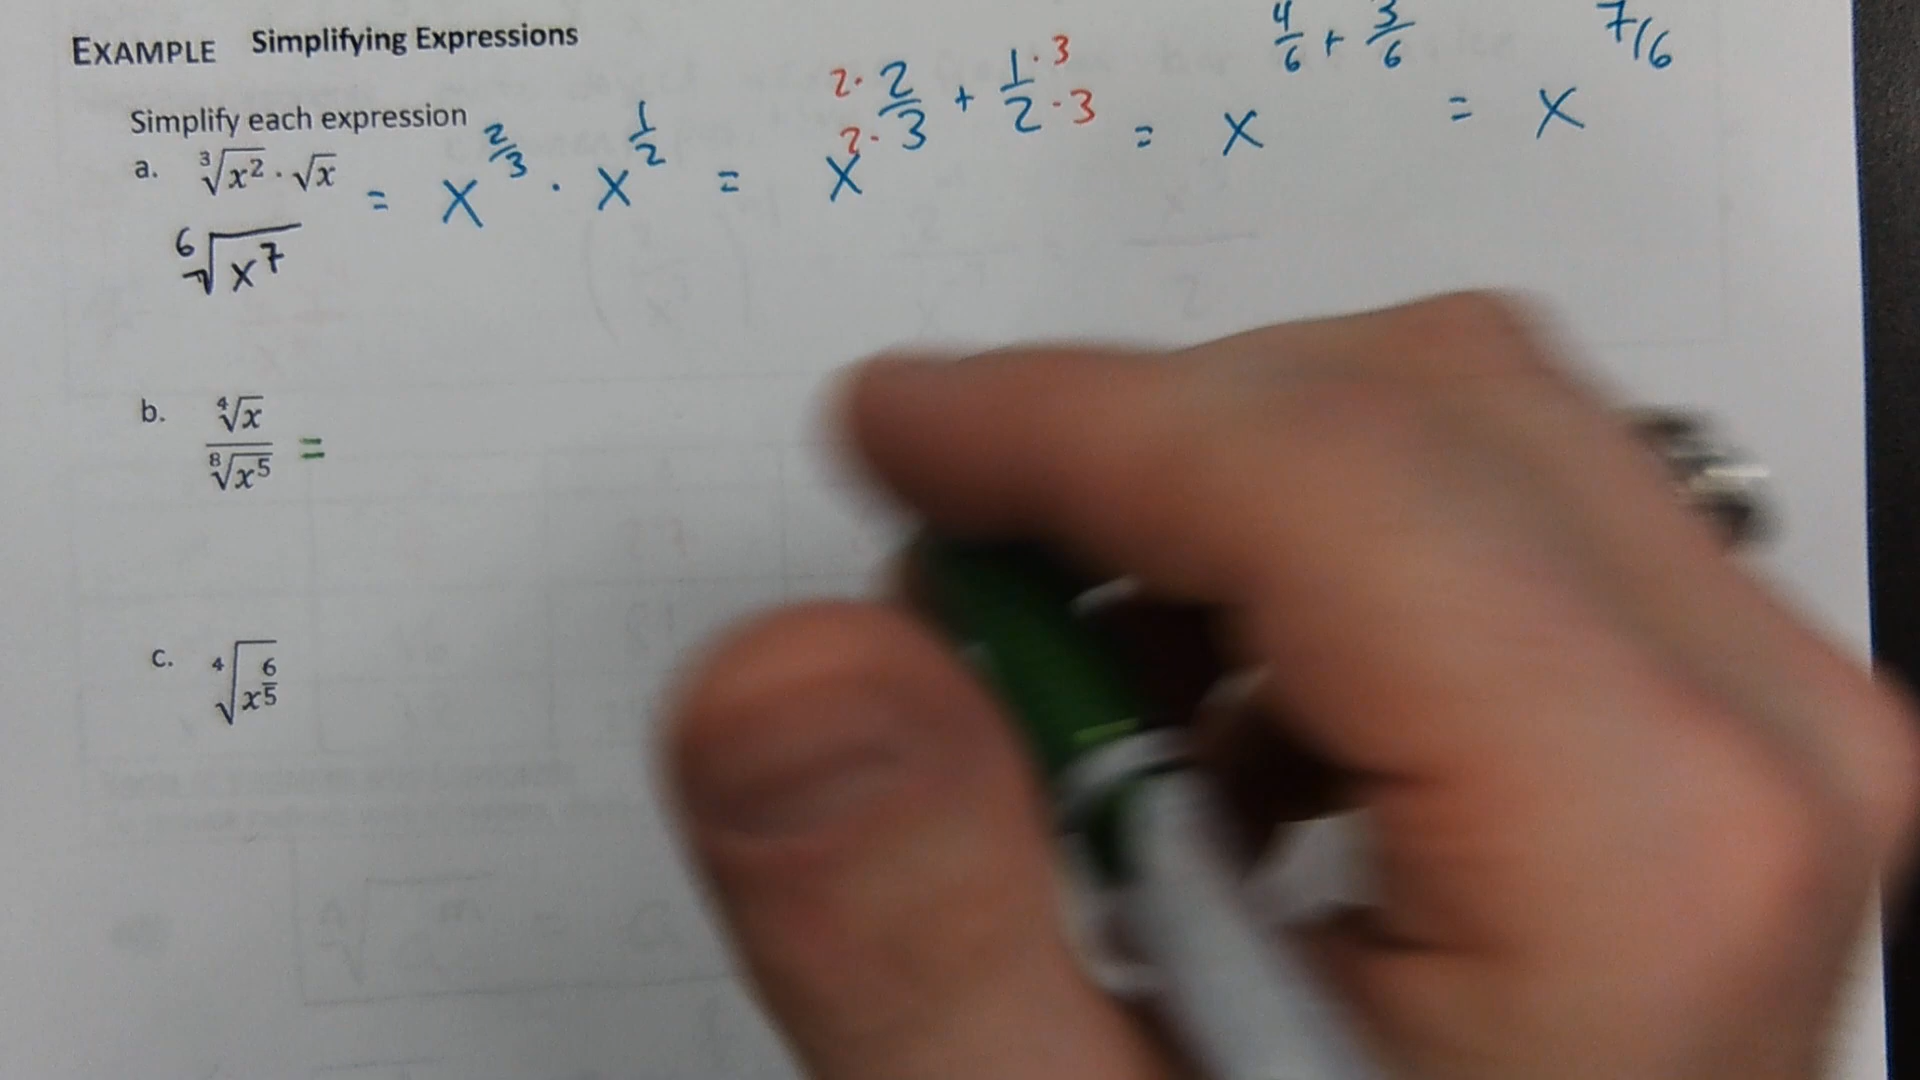 EXAMPLE Simplifying Expressions
Simplify each expression
a. ∛x² · √x = x^(2/3) · x^(1/2) = x^(2·2/2·3 + 1·3/2·3) = x^(4/6 + 3/6) = x^(7/6)
⁶√x⁷
b. ⁴√x / ⁸√x⁵ =
c. ⁴√x^(6/5)